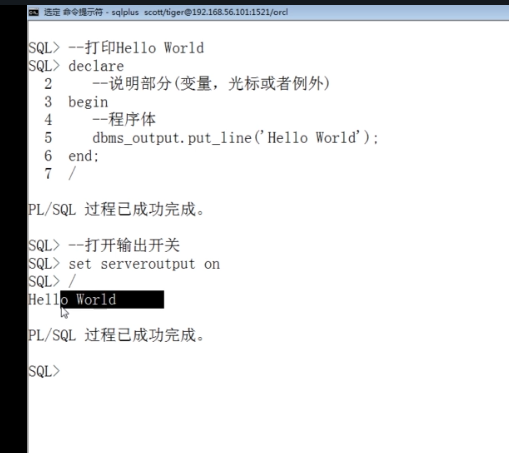 选定 命令提示符 - sqlplus scott/tiger@192.168.56.101:1521/orcl
SQL> --打印Hello World
SQL> declare
2 --说明部分(变量，光标或者例外)
3 begin
4 --程序体
5 dbms_output.put_line('Hello World');
6 end;
7 /
PL/SQL 过程已成功完成。
SQL> --打开输出开关
SQL> set serveroutput on
SQL> /
Hello World
PL/SQL 过程已成功完成。
SQL>